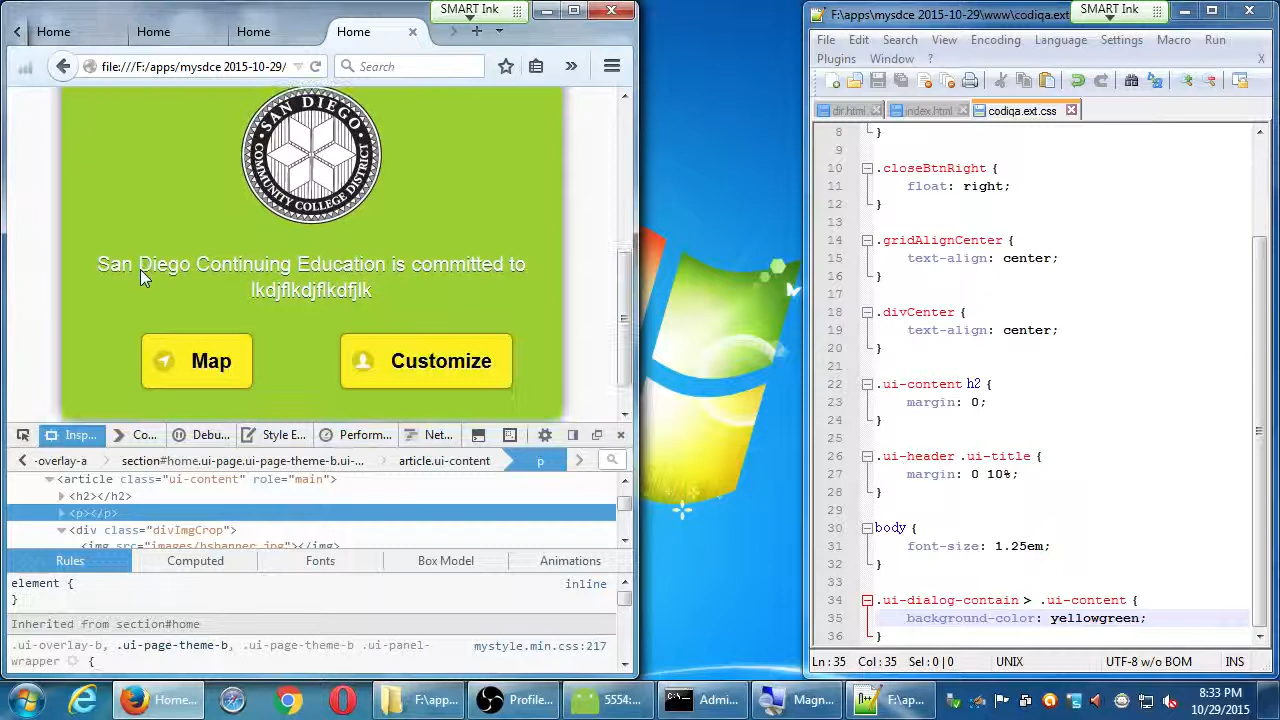 SMART Ink
SMART Ink
F:\apps\mysdce 2015-10-29\www\codiqa.ext
Home
Home
Home
Home
file:///F:/apps/mysdce 2015-10-29/
Search
File Edit Search View Encoding Language Settings Macro Run
Plugins Window ?
SAN DIEGO
COMMUNITY COLLEGE DISTRICT
San Diego Continuing Education is committed to
lkdjflkdjflkdfjlk
Map
Customize
Insp...
Co...
Debu...
Style E...
Perform...
Net...
-overlay-a
section#home.ui-page.ui-page-theme-b.ui-...
article.ui-content
p
<article class="ui-content" role="main">
<h2></h2>
<p></p>
<div class="divImgCrop">
<img src="images/hsbanner.jpg"></img>
Rules
Computed
Fonts
Box Model
Animations
element {
inline
}
Inherited from section#home
.ui-overlay-b, .ui-page-theme-b, .ui-page-theme-b .ui-panel-
mystyle.min.css:217
wrapper {
dir.html
index.html
codiqa.ext.css
8 }
9
10 .closeBtnRight {
11 float: right;
12 }
13
14 .gridAlignCenter {
15 text-align: center;
16 }
17
18 .divCenter {
19 text-align: center;
20 }
21
22 .ui-content h2 {
23 margin: 0;
24 }
25
26 .ui-header .ui-title {
27 margin: 0 10%;
28 }
29
30 body {
31 font-size: 1.25em;
32 }
33
34 .ui-dialog-contain > .ui-content {
35 background-color: yellowgreen;
36 }
Ln:35 Col:35 Sel:0|0
UNIX
UTF-8 w/o BOM
INS
Home...
F:\app...
Profile...
5554:...
Admi...
Magn...
F:\ap...
8:33 PM
10/29/2015